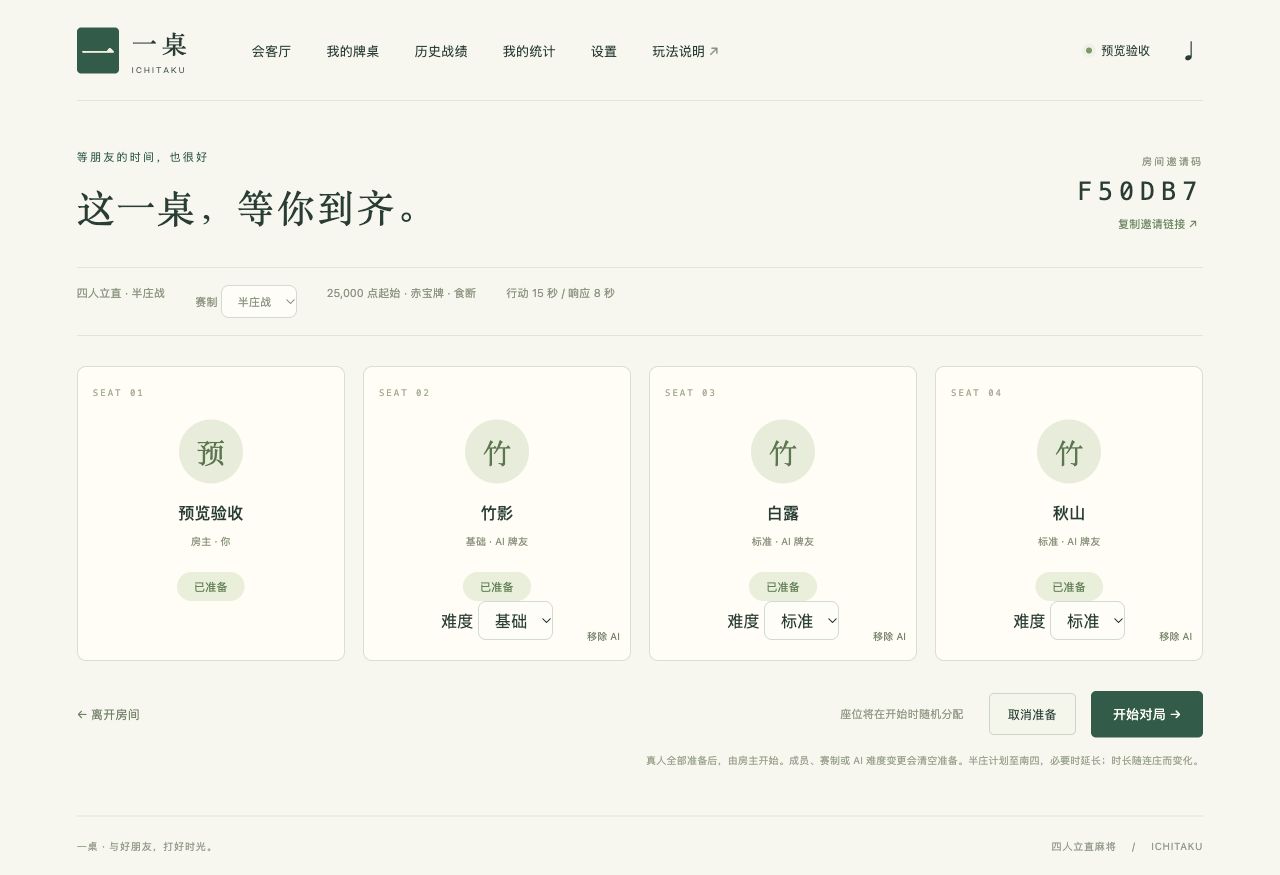 一桌
ICHITAKU
会客厅 我的牌桌 历史战绩 我的统计 设置 玩法说明 ↗
预览验收
等朋友的时间，也很好
这一桌，等你到齐。
房间邀请码
F50DB7
复制邀请链接 ↗
四人立直 · 半庄战 赛制 半庄战 25,000 点起始 · 赤宝牌 · 食断 行动 15 秒 / 响应 8 秒
SEAT 01
预
预览验收
房主 · 你
已准备
SEAT 02
竹
竹影
基础 · AI 牌友
已准备
难度 基础
移除 AI
SEAT 03
竹
白露
标准 · AI 牌友
已准备
难度 标准
移除 AI
SEAT 04
竹
秋山
标准 · AI 牌友
已准备
难度 标准
移除 AI
← 离开房间
座位将在开始时随机分配 取消准备 开始对局 →
真人全部准备后，由房主开始。成员、赛制或 AI 难度变更会清空准备。半庄计划至南四，必要时延长；时长随连庄而变化。
一桌 · 与好朋友，打好时光。
四人立直麻将 / ICHITAKU